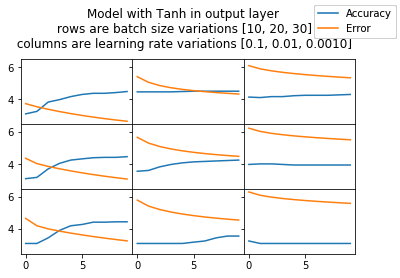 Model with Tanh in output layer
rows are batch size variations [10, 20, 30]
columns are learning rate variations [0.1, 0.01, 0.0010]
Accuracy
Error
6
4
6
4
6
4
0
5
0
5
0
5